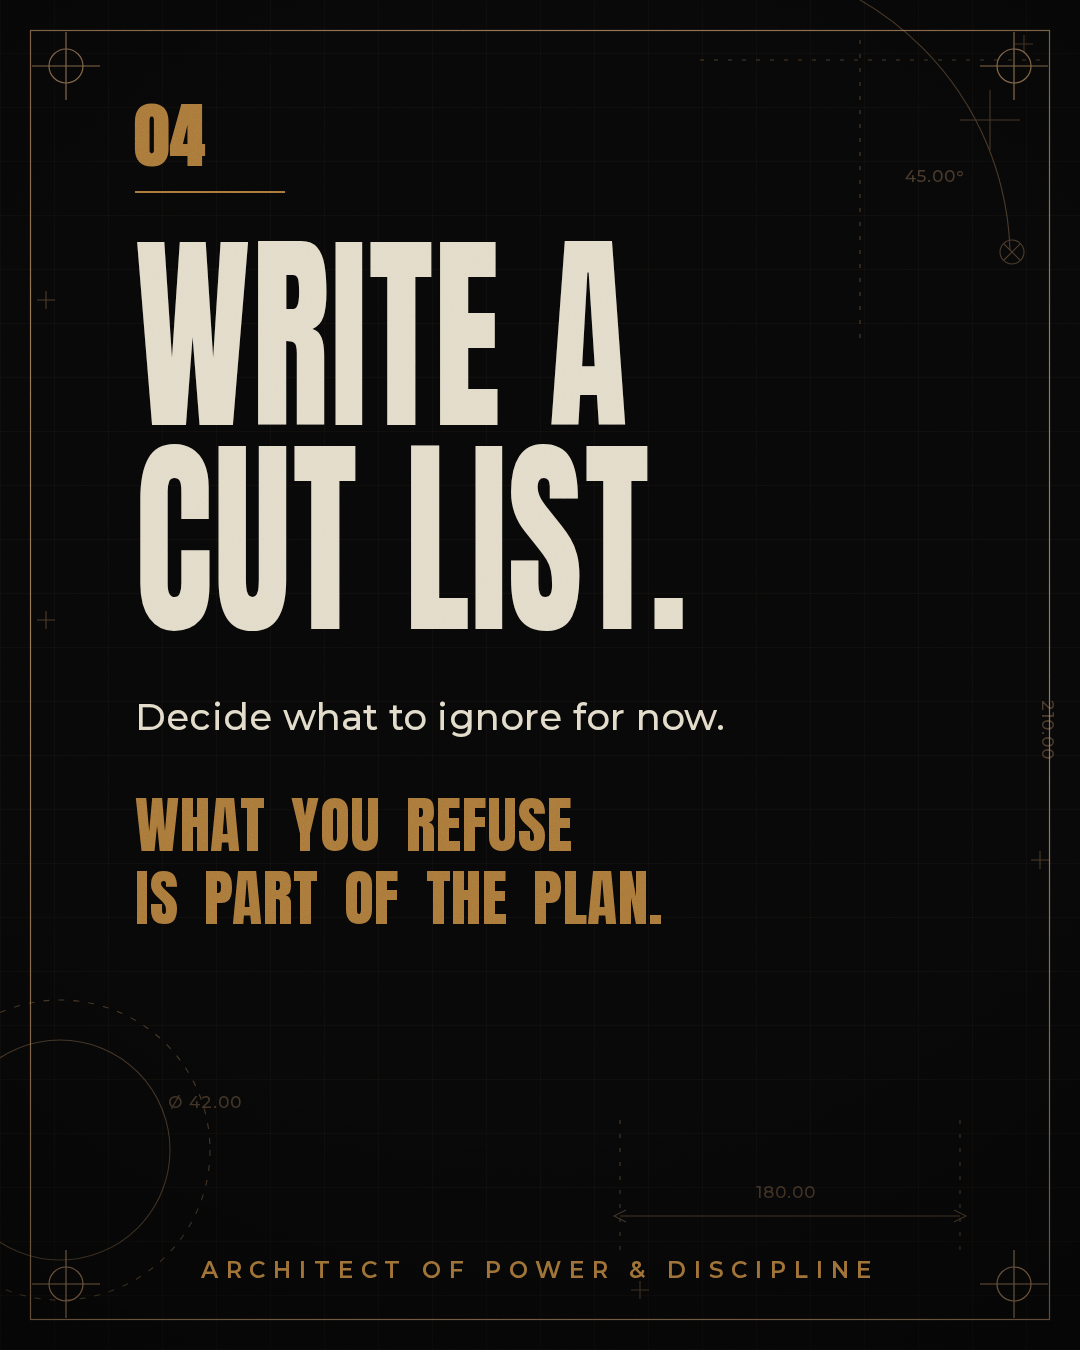 04
45.00°
WRITE A
CUT LIST.
Decide what to ignore for now.
210.00
WHAT YOU REFUSE
IS PART OF THE PLAN.
Ø 42.00
180.00
ARCHITECT OF POWER & DISCIPLINE